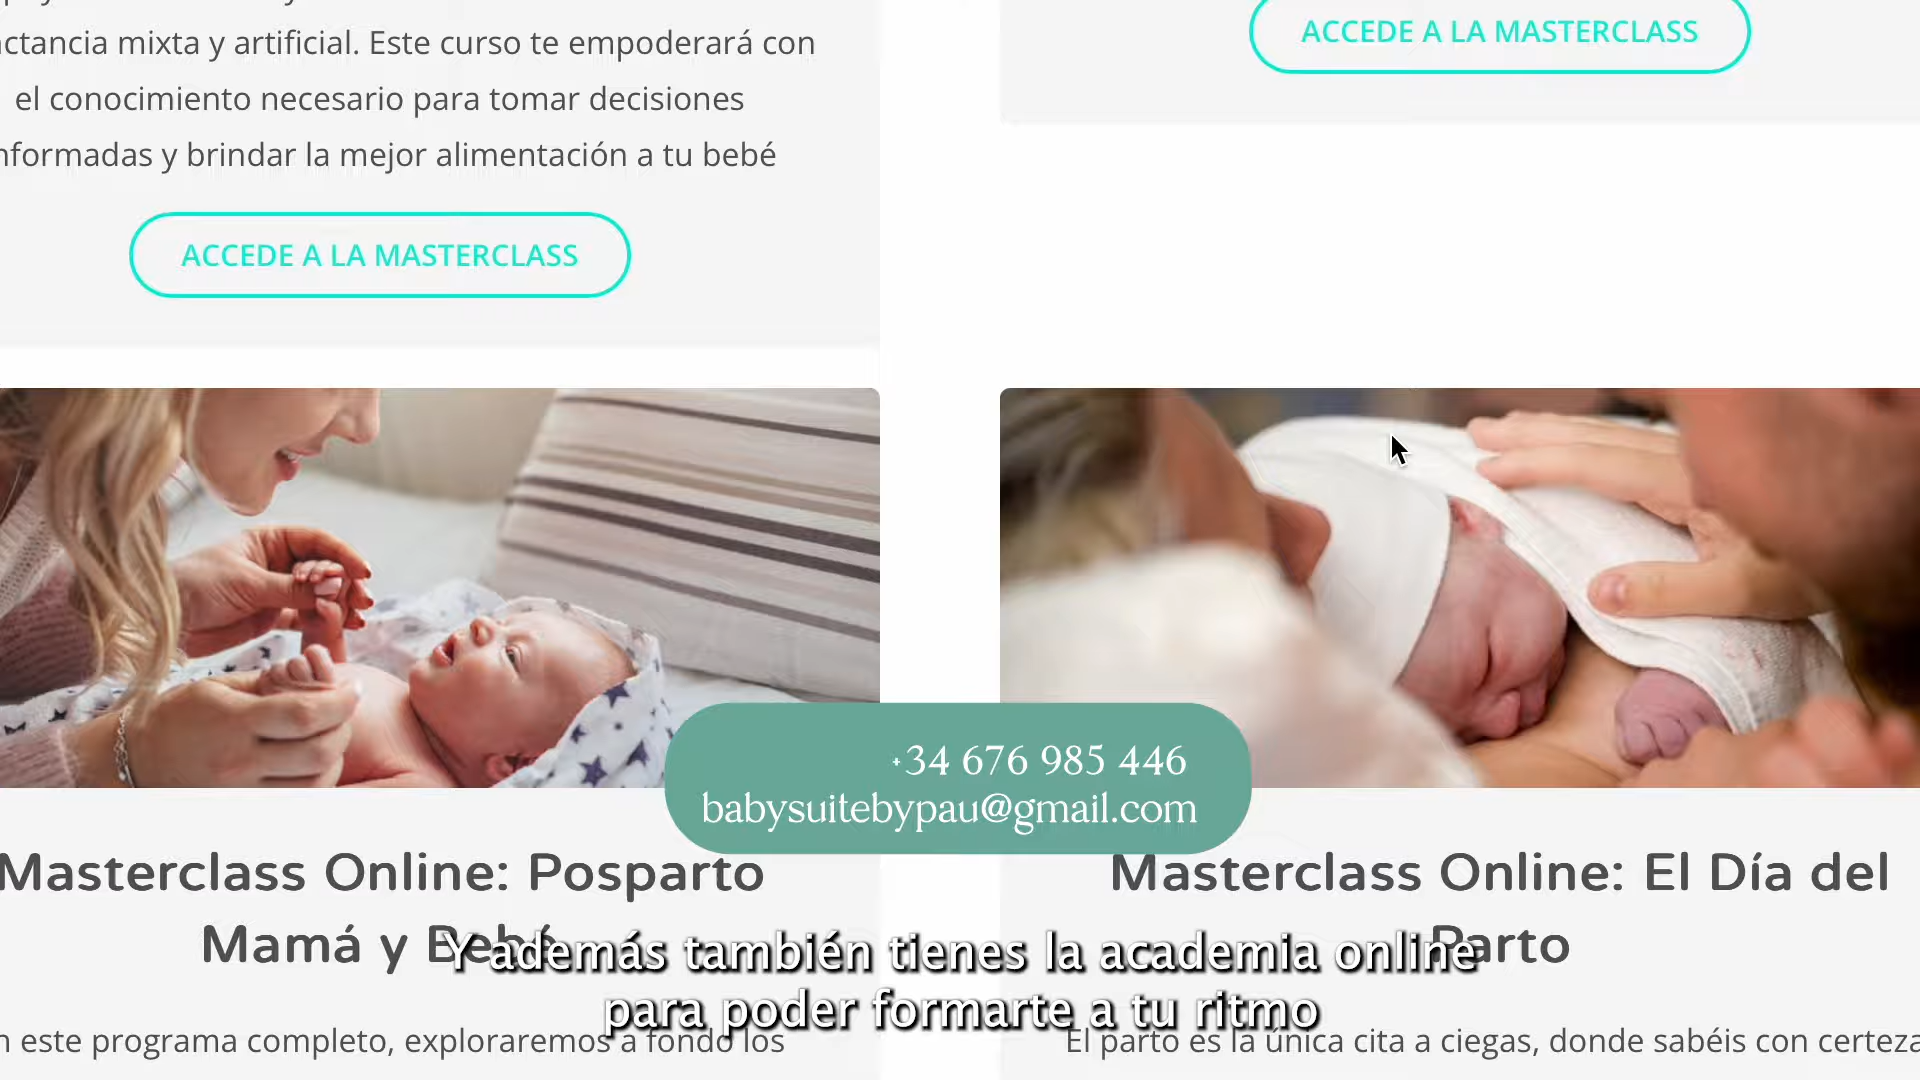 ctancia mixta y artificial. Este curso te empoderará con
el conocimiento necesario para tomar decisiones
nformadas y brindar la mejor alimentación a tu bebé
ACCEDE A LA MASTERCLASS
ACCEDE A LA MASTERCLASS
+34 676 985 446
babysuitebypau@gmail.com
Masterclass Online: Posparto
Mamá y Bebé
Masterclass Online: El Día del
Parto
Y además también tienes la academia online
para poder formarte a tu ritmo
n este programa completo, exploraremos a fondo los
El parto es la única cita a ciegas, donde sabéis con certeza